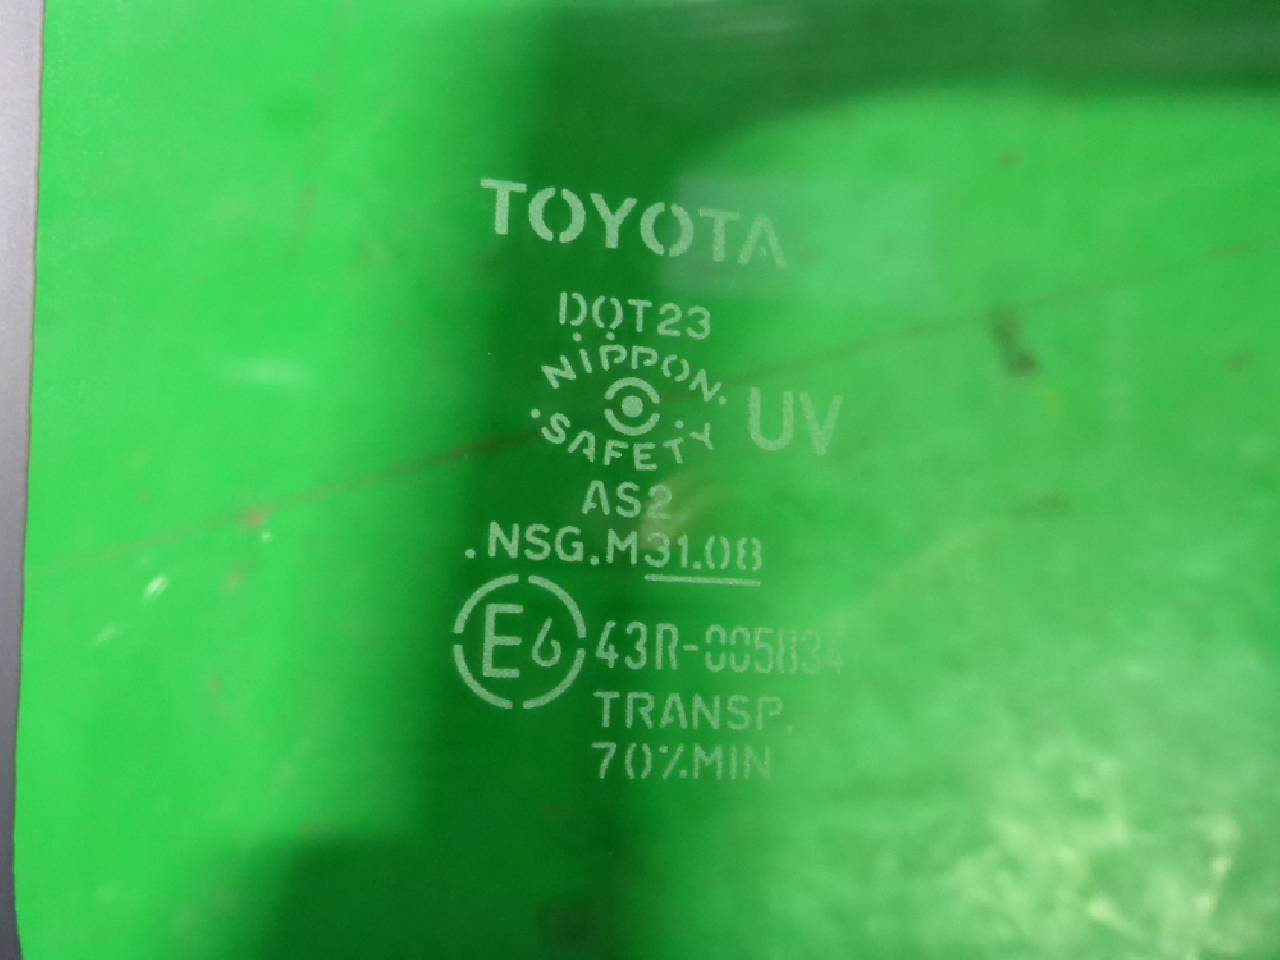 TOYOTA
DOT23
NIPPON
SAFETY
UV
AS2
.NSG.M31.08
E6 43R-005834
TRANSP.
70%MIN